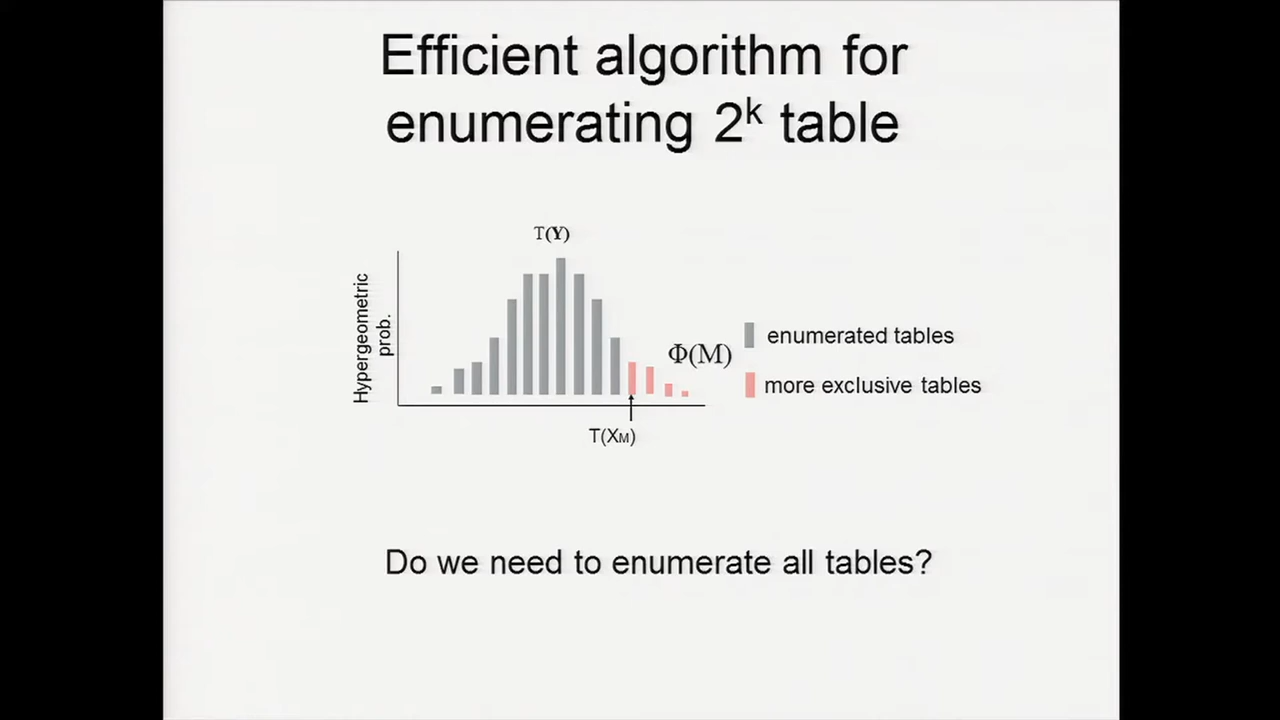 Efficient algorithm for
enumerating 2ᵏ table
T(Y)
Hypergeometric
prob.
Φ(M)
enumerated tables
more exclusive tables
T(XM)
Do we need to enumerate all tables?